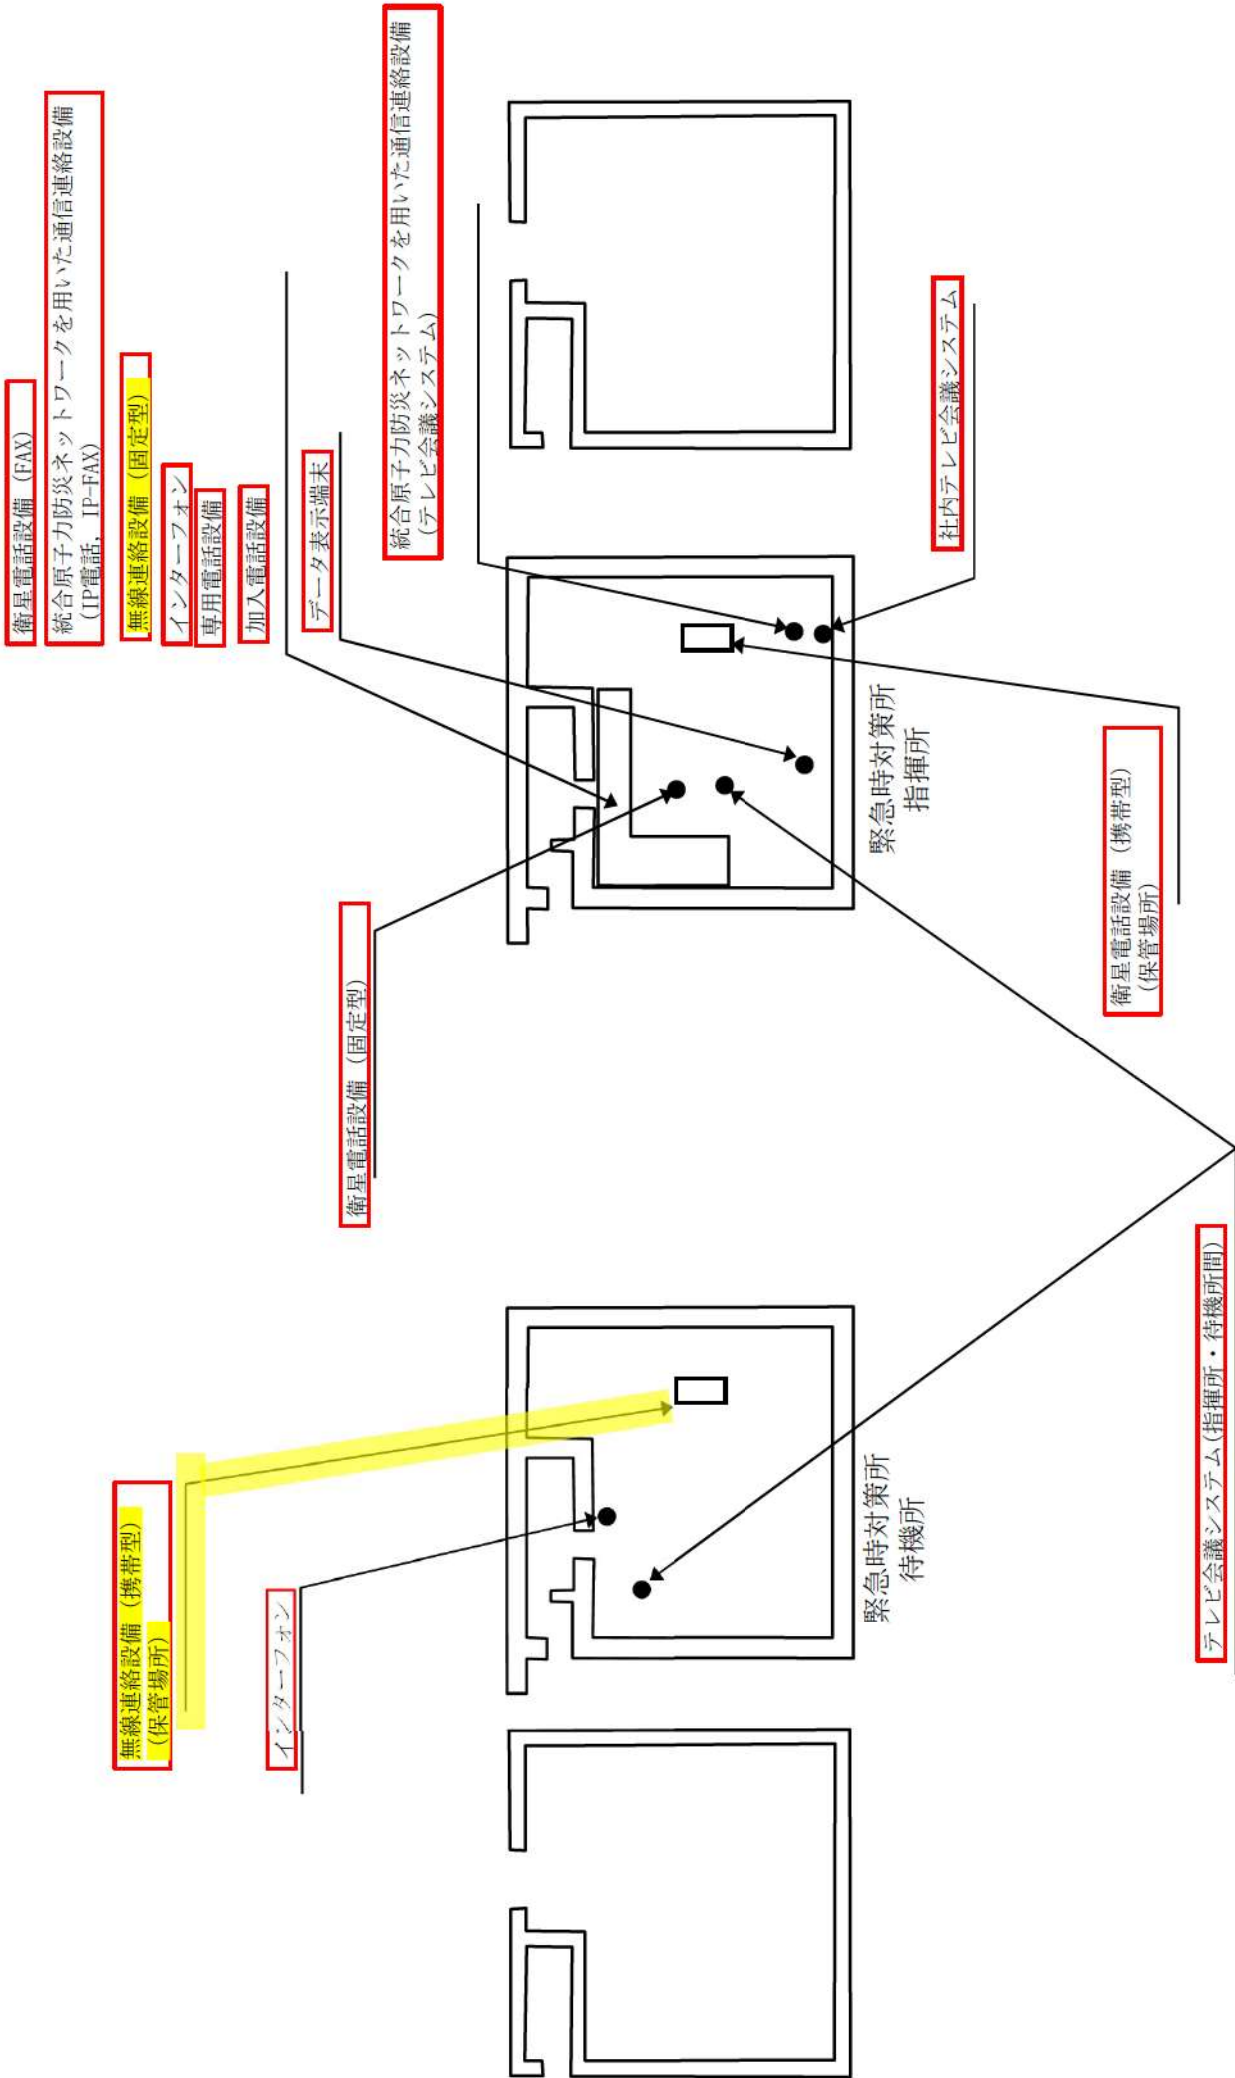 衛星電話設備 (FAX)
統合原子力防災ネットワークを用いた通信連絡設備
(IP電話, IP-FAX)
無線連絡設備 (固定型)
インターフォン
専用電話設備
加入電話設備
データ表示端末
統合原子力防災ネットワークを用いた通信連絡設備
(テレビ会議システム)
無線連絡設備 (携帯型)
(保管場所)
インターフォン
衛星電話設備 (固定型)
社内テレビ会議システム
緊急時対策所
待機所
緊急時対策所
指揮所
衛星電話設備 (携帯型)
(保管場所)
テレビ会議システム(指揮所・待機所間)